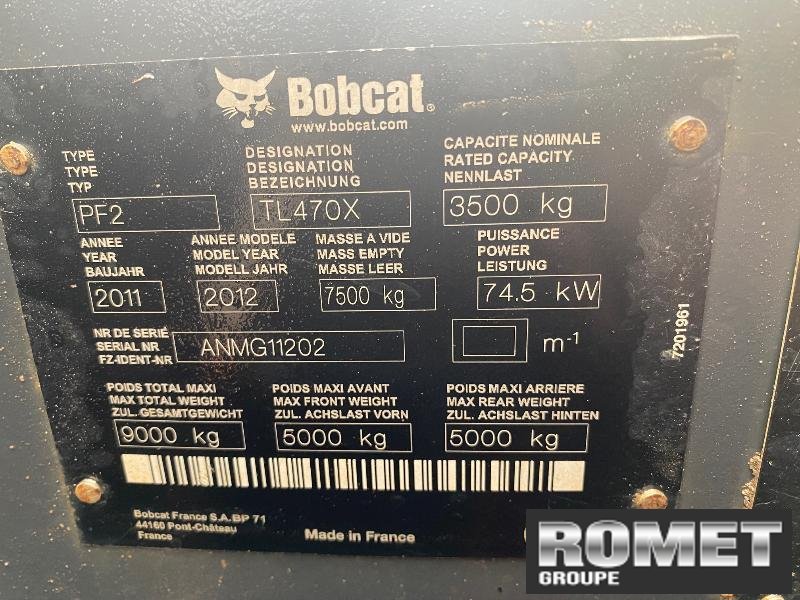 Bobcat®
www.bobcat.com
TYPE
TYPE
TYP
PF2
DESIGNATION
DESIGNATION
BEZEICHNUNG
TL470X
CAPACITE NOMINALE
RATED CAPACITY
NENNLAST
3500 kg
ANNEE
YEAR
BAUJAHR
2011
ANNEE MODELE
MODEL YEAR
MODELL JAHR
2012
MASSE A VIDE
MASS EMPTY
MASSE LEER
7500 kg
PUISSANCE
POWER
LEISTUNG
74.5 kW
NR DE SERIE
SERIAL NR
FZ-IDENT-NR
ANMG11202
m-1
7201961
POIDS TOTAL MAXI
MAX TOTAL WEIGHT
ZUL. GESAMTGEWICHT
9000 kg
POIDS MAXI AVANT
MAX FRONT WEIGHT
ZUL. ACHSLAST VORN
5000 kg
POIDS MAXI ARRIERE
MAX REAR WEIGHT
ZUL. ACHSLAST HINTEN
5000 kg
Bobcat France S.A.BP 71
44160 Pont-Château
France
Made in France
ROMET
GROUPE